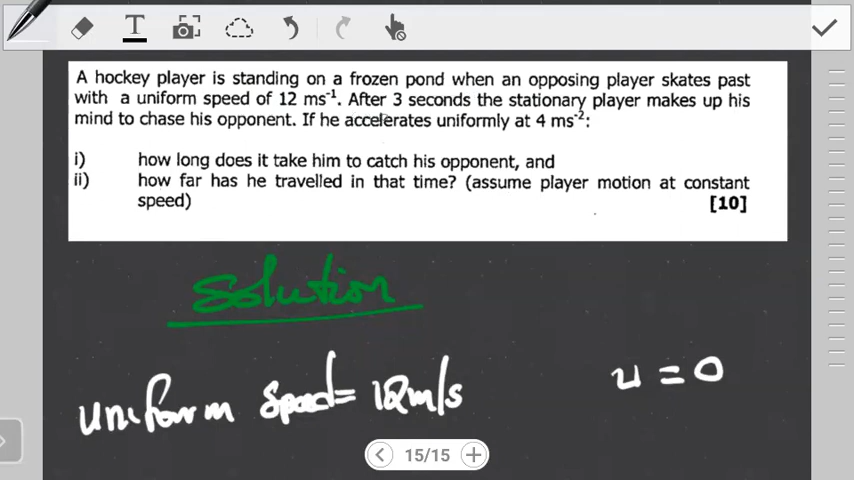 T
A hockey player is standing on a frozen pond when an opposing player skates past
with a uniform speed of 12 ms⁻¹. After 3 seconds the stationary player makes up his
mind to chase his opponent. If he accelerates uniformly at 4 ms⁻²:
i) how long does it take him to catch his opponent, and
ii) how far has he travelled in that time? (assume player motion at constant
speed) [10]
Solution
uniform speed = 12m/s u = 0
15/15